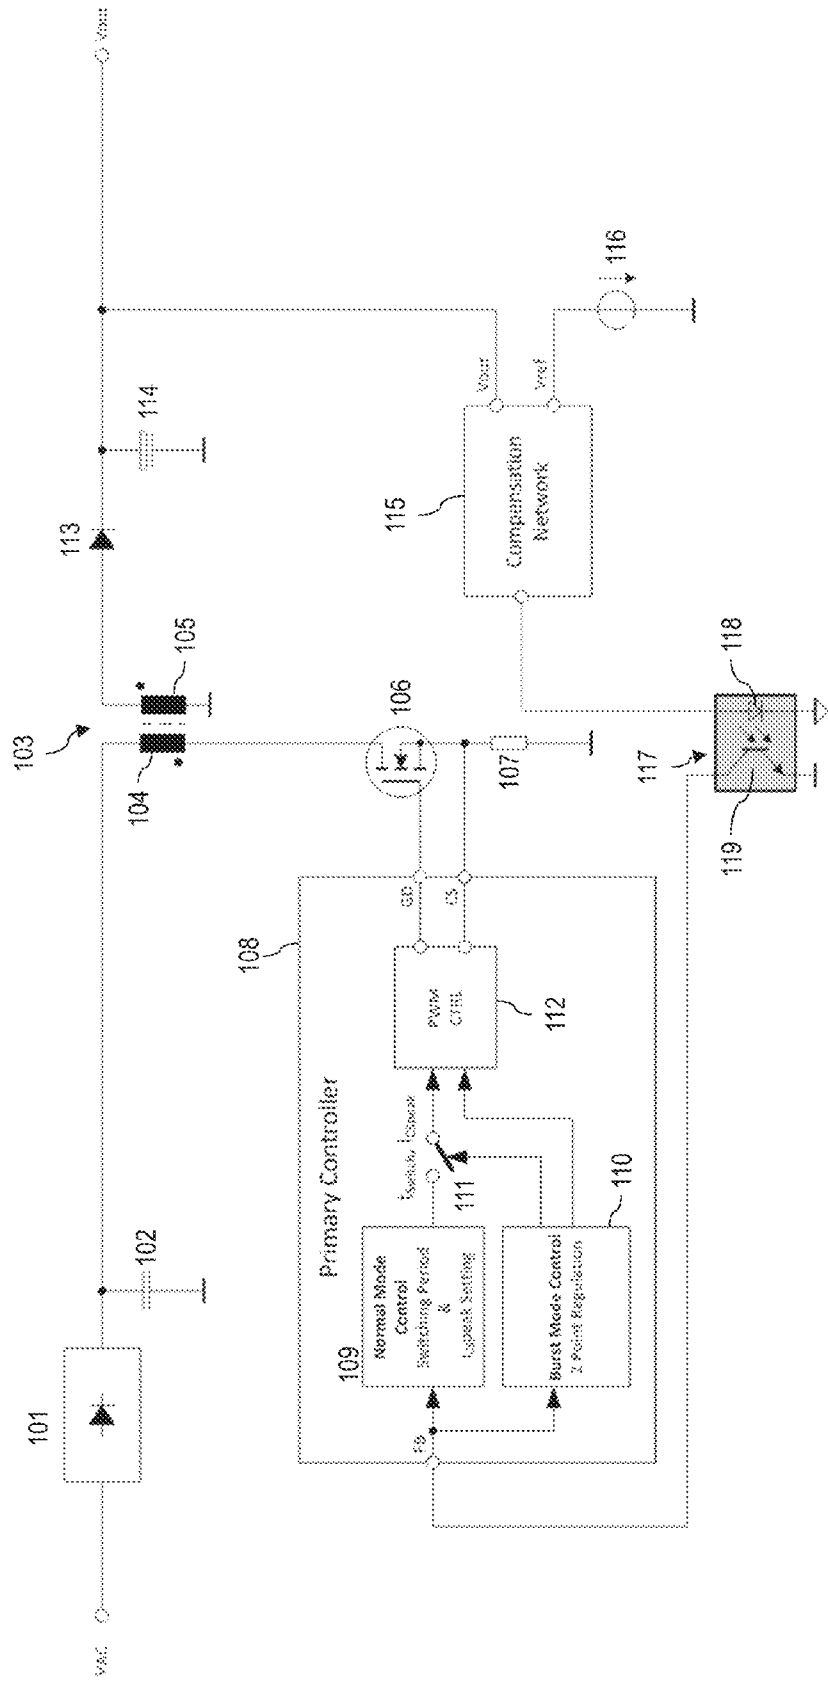 Vac
101
102
103
104
105
113
114
Vout
106
107
108
Primary Controller
109
Normal Mode
Control
Switching Period
&
Setting
Burst Mode Control
2 Point Regulation
110
111
PWM
CTRL
112
GD
CS
FB
115
Compensation
Network
Vout
Vref
116
117
118
119